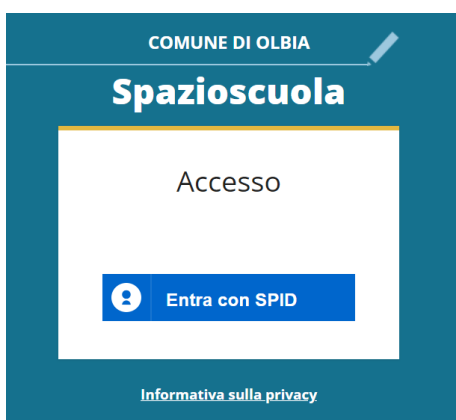 COMUNE DI OLBIA
Spazioscuola
Accesso
Entra con SPID
Informativa sulla privacy